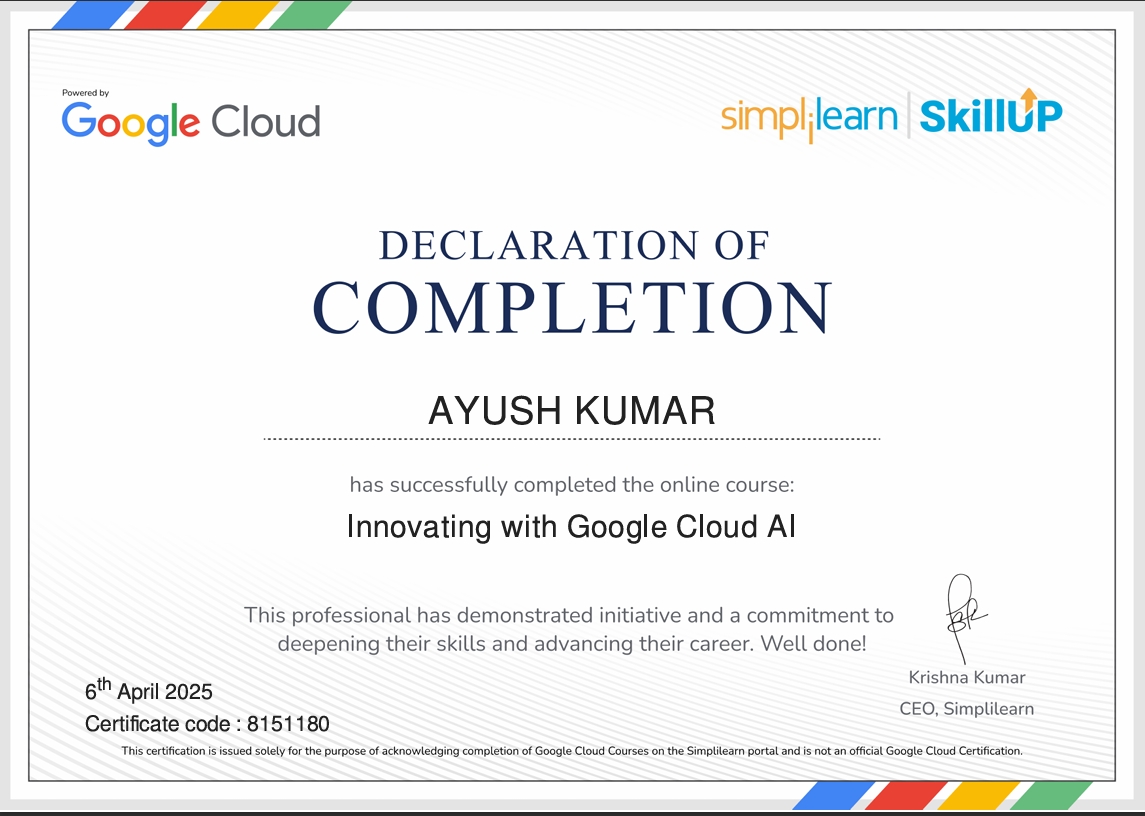 Powered by
Google Cloud
simplilearn | SkillUP
DECLARATION OF
COMPLETION
AYUSH KUMAR
has successfully completed the online course:
Innovating with Google Cloud AI
This professional has demonstrated initiative and a commitment to
deepening their skills and advancing their career. Well done!
Krishna Kumar
CEO, Simplilearn
6th April 2025
Certificate code : 8151180
This certification is issued solely for the purpose of acknowledging completion of Google Cloud Courses on the Simplilearn portal and is not an official Google Cloud Certification.